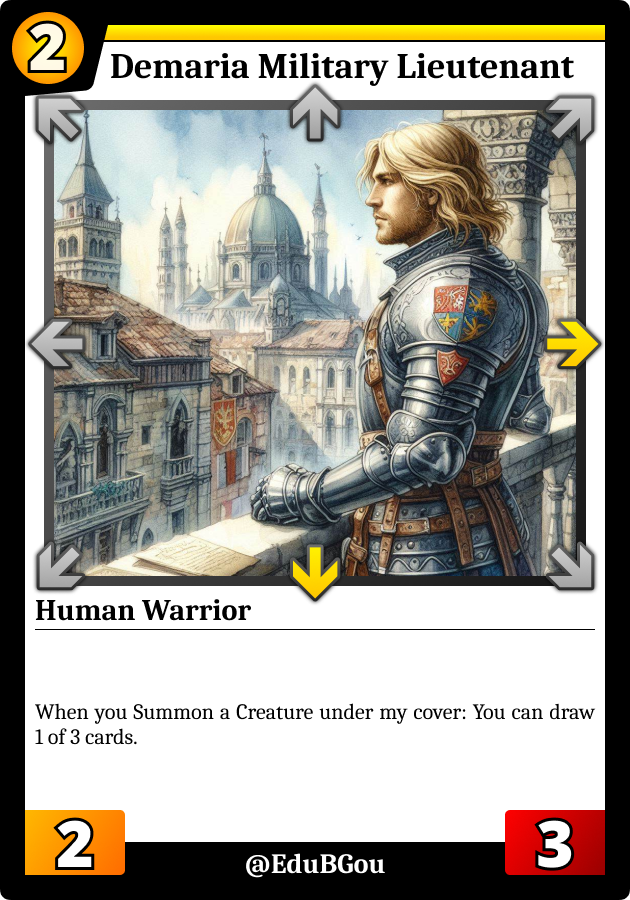 2
Demaria Military Lieutenant
Human Warrior
When you Summon a Creature under my cover: You can draw
1 of 3 cards.
2
@EduBGou
3